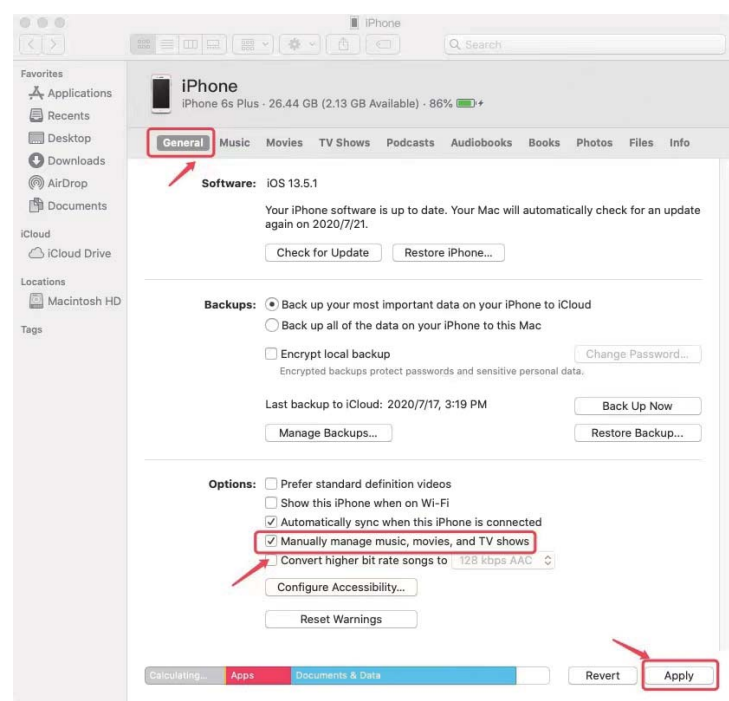 iPhone
Search
Favorites
Applications
Recents
Desktop
Downloads
AirDrop
Documents
iCloud
iCloud Drive
Locations
Macintosh HD
Tags
iPhone
iPhone 6s Plus · 26.44 GB (2.13 GB Available) · 86%
General Music Movies TV Shows Podcasts Audiobooks Books Photos Files Info
Software: iOS 13.5.1
Your iPhone software is up to date. Your Mac will automatically check for an update
again on 2020/7/21.
Check for Update Restore iPhone...
Backups: Back up your most important data on your iPhone to iCloud
Back up all of the data on your iPhone to this Mac
Encrypt local backup Change Password...
Encrypted backups protect passwords and sensitive personal data.
Last backup to iCloud: 2020/7/17, 3:19 PM Back Up Now
Manage Backups... Restore Backup...
Options: Prefer standard definition videos
Show this iPhone when on Wi-Fi
Automatically sync when this iPhone is connected
Manually manage music, movies, and TV shows
Convert higher bit rate songs to 128 kbps AAC
Configure Accessibility...
Reset Warnings
Calculating... Apps Documents & Data Revert Apply